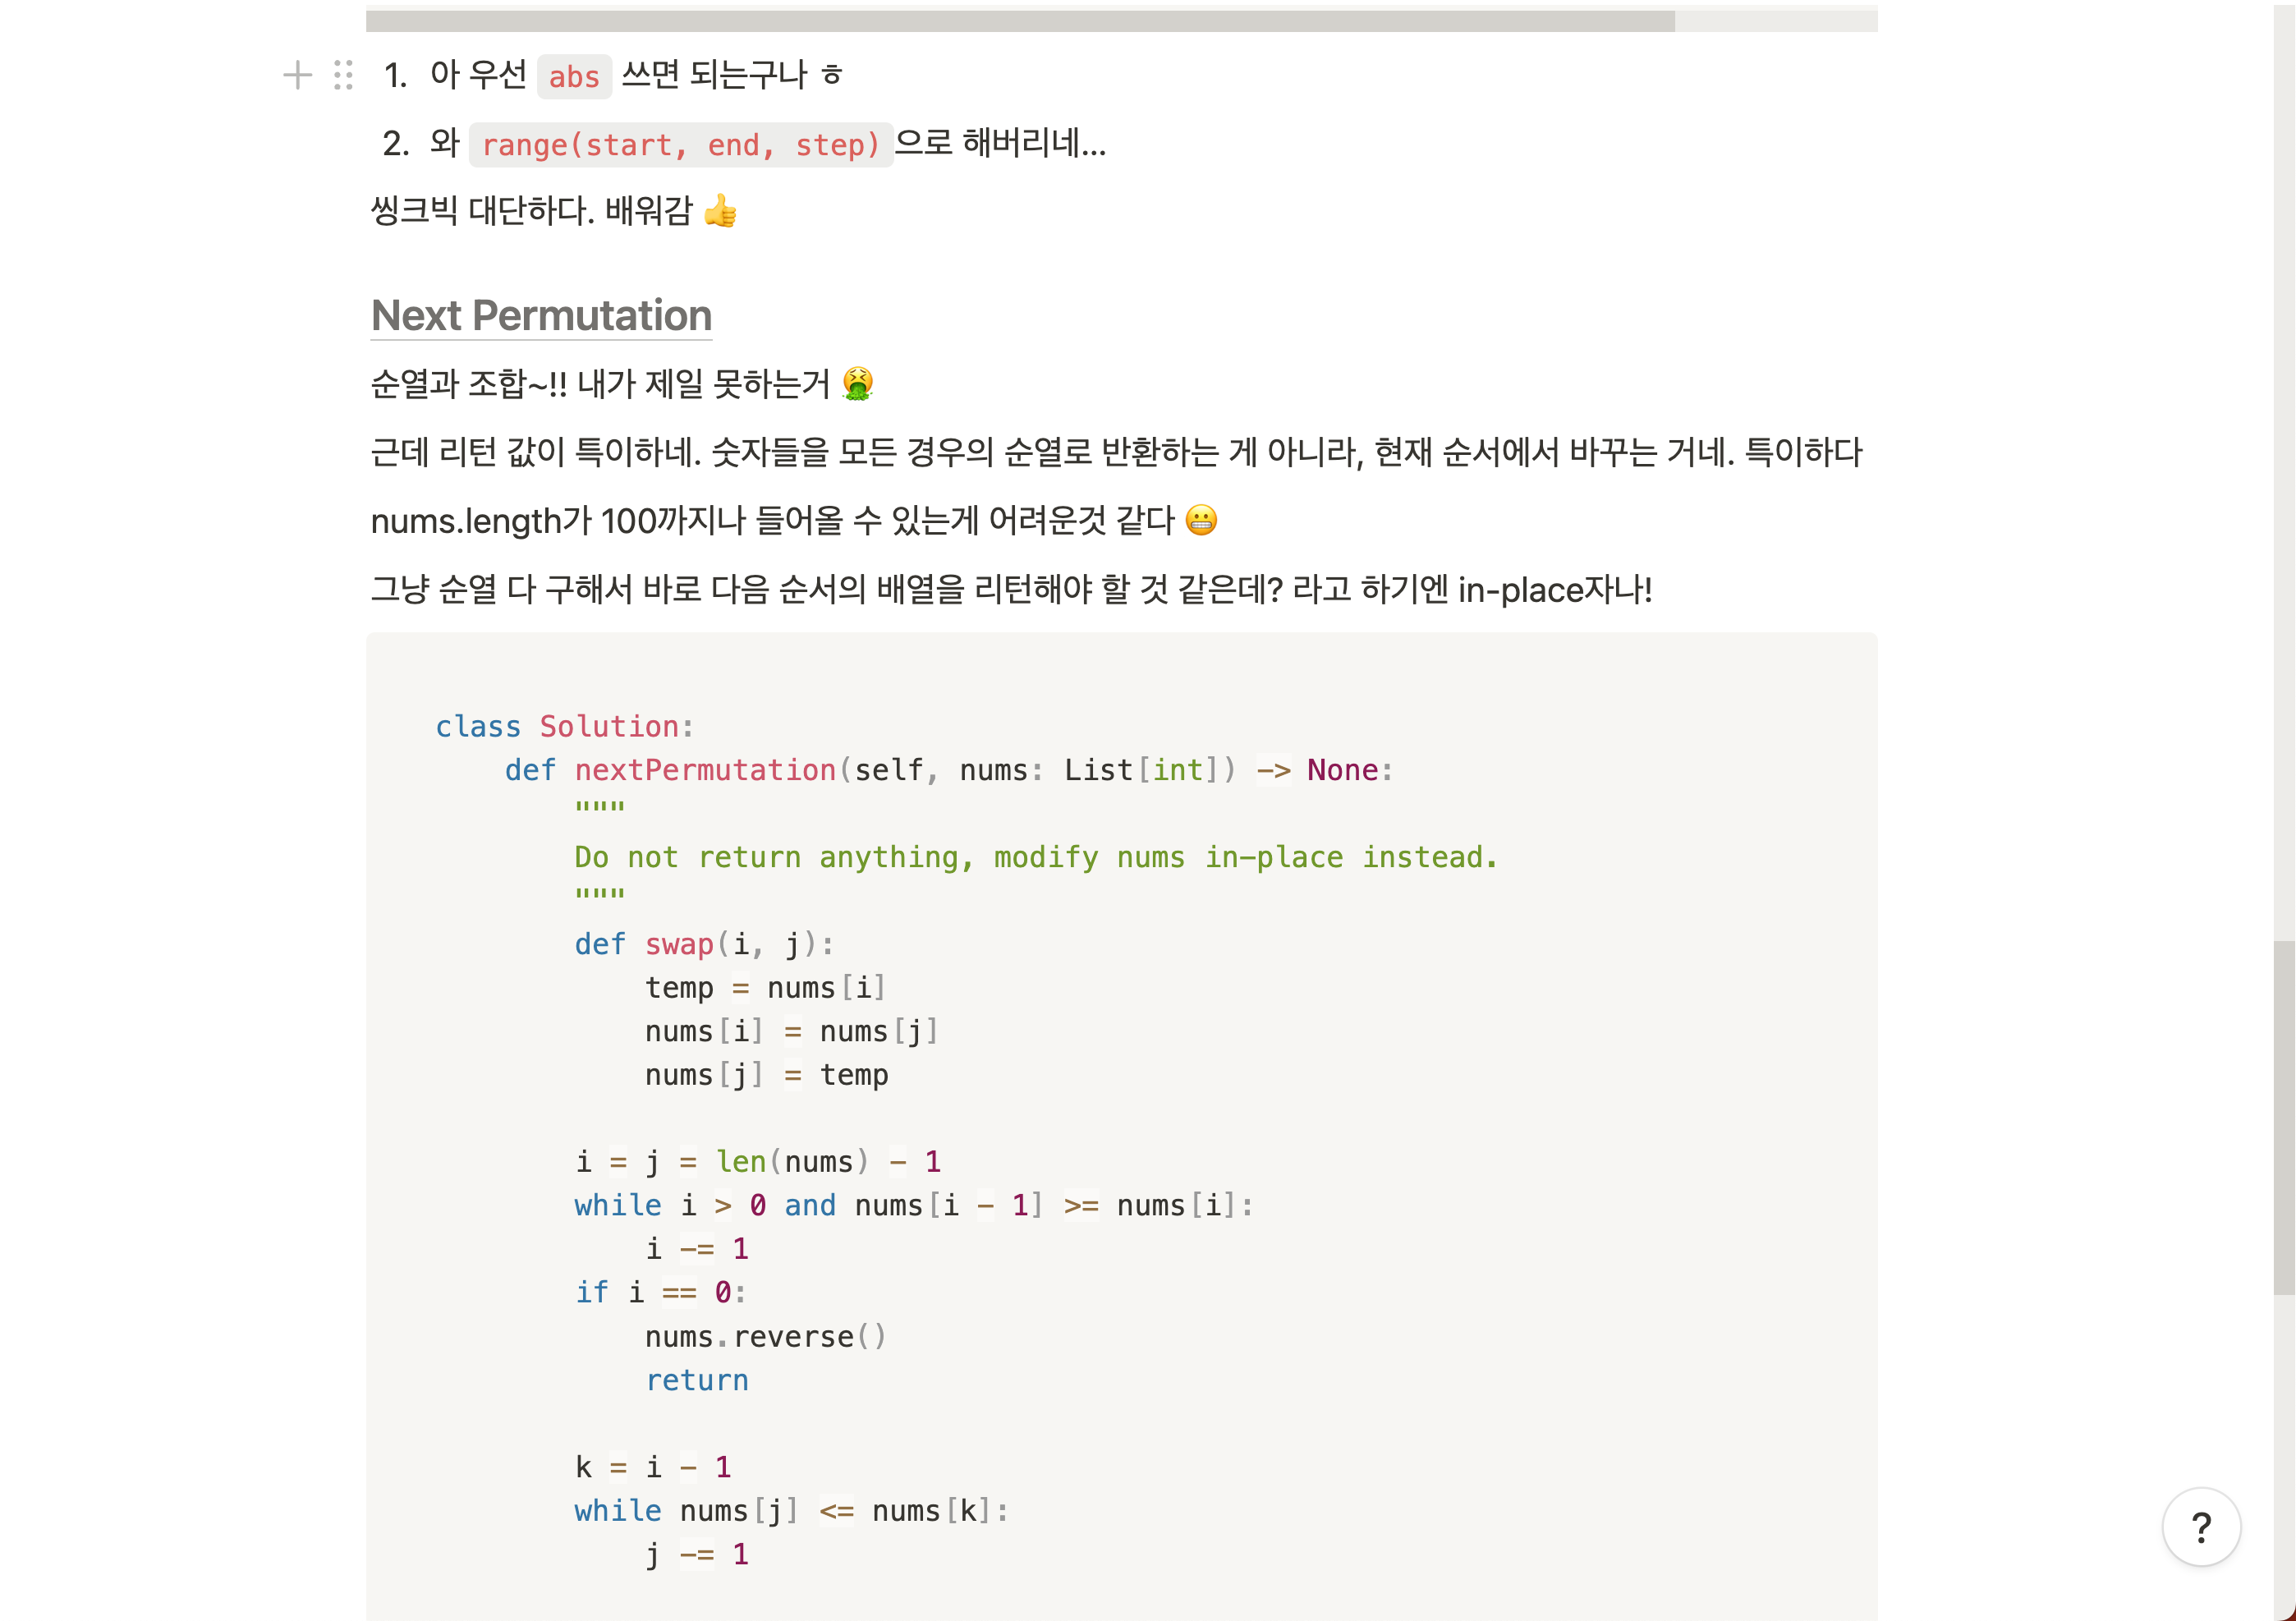 1. 아 우선 abs 쓰면 되는구나 ㅎ
2. 와 range(start, end, step)으로 해버리네...
씽크빅 대단하다. 배워감 👍
Next Permutation
순열과 조합~!! 내가 제일 못하는거 🤮
근데 리턴 값이 특이하네. 숫자들을 모든 경우의 순열로 반환하는 게 아니라, 현재 순서에서 바꾸는 거네. 특이하다
nums.length가 100까지나 들어올 수 있는게 어려운것 같다 😬
그냥 순열 다 구해서 바로 다음 순서의 배열을 리턴해야 할 것 같은데? 라고 하기엔 in-place자나!
class Solution:
    def nextPermutation(self, nums: List[int]) -> None:
        """
        Do not return anything, modify nums in-place instead.
        """
        def swap(i, j):
            temp = nums[i]
            nums[i] = nums[j]
            nums[j] = temp
        i = j = len(nums) - 1
        while i > 0 and nums[i - 1] >= nums[i]:
            i -= 1
        if i == 0:
            nums.reverse()
            return
        k = i - 1
        while nums[j] <= nums[k]:
            j -= 1
?